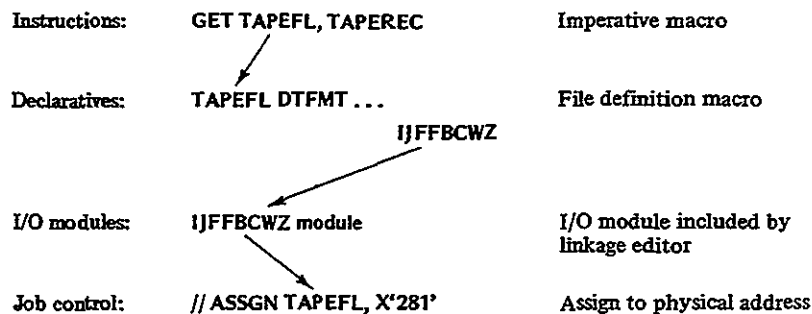 Instructions: GET TAPEFL, TAPEREC Imperative macro
Declaratives: TAPEFL DTFMT ... File definition macro
IJFFBCWZ
I/O modules: IJFFBCWZ module I/O module included by
linkage editor
Job control: // ASSGN TAPEFL, X'281' Assign to physical address